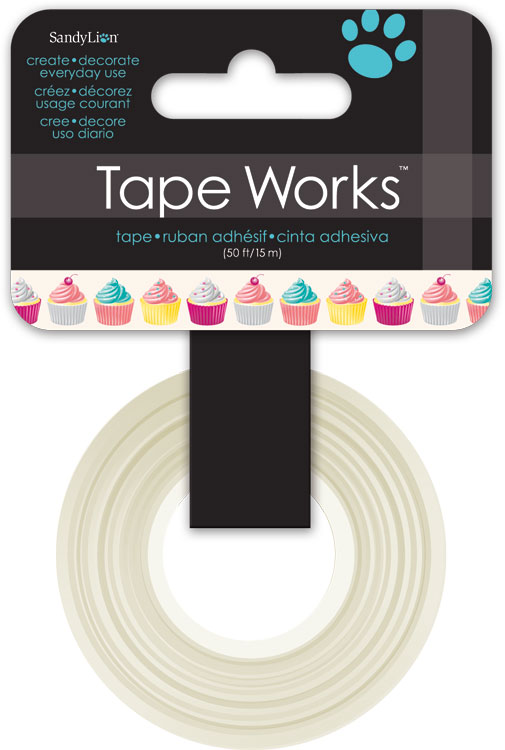 SandyLion
create•decorate
everyday use
créez•décorez
usage courant
cree•decore
uso diario
Tape Works™
tape•ruban adhésif•cinta adhesiva
(50 ft/15 m)